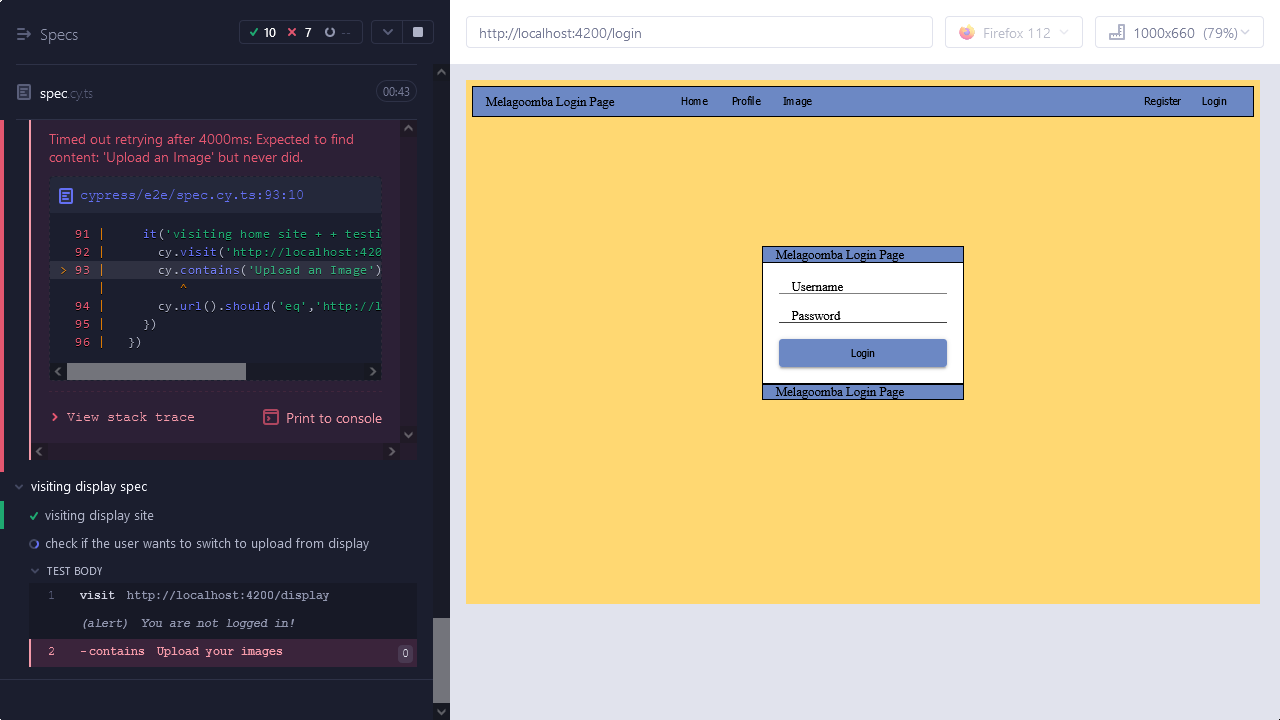 Specs
10
7
--
spec.cy.ts
00:43
Timed out retrying after 4000ms: Expected to find
content: 'Upload an Image' but never did.
cypress/e2e/spec.cy.ts:93:10
91 | it('visiting home site + + testi
92 | cy.visit('http://localhost:420
> 93 | cy.contains('Upload an Image')
| ^
94 | cy.url().should('eq','http://l
95 | })
96 | })
View stack trace
Print to console
visiting display spec
visiting display site
check if the user wants to switch to upload from display
TEST BODY
1 visit http://localhost:4200/display
(alert) You are not logged in!
2 -contains Upload your images 0
http://localhost:4200/login
Firefox 112
1000x660 (79%)
Melagoomba Login Page
Home
Profile
Image
Register
Login
Melagoomba Login Page
Username
Password
Login
Melagoomba Login Page